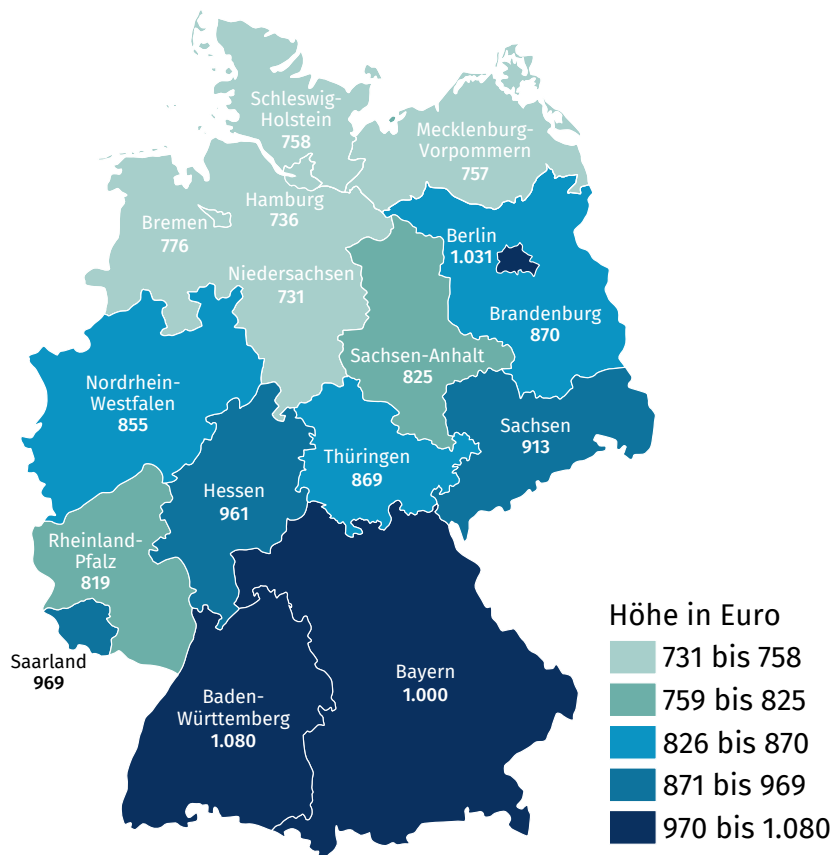 Schleswig-
Holstein
758
Mecklenburg-
Vorpommern
757
Hamburg
736
Bremen
776
Berlin
1.031
Niedersachsen
731
Brandenburg
870
Sachsen-Anhalt
825
Nordrhein-
Westfalen
855
Sachsen
913
Thüringen
869
Hessen
961
Rheinland-
Pfalz
819
Saarland
969
Bayern
1.000
Baden-
Württemberg
1.080
Höhe in Euro
731 bis 758
759 bis 825
826 bis 870
871 bis 969
970 bis 1.080